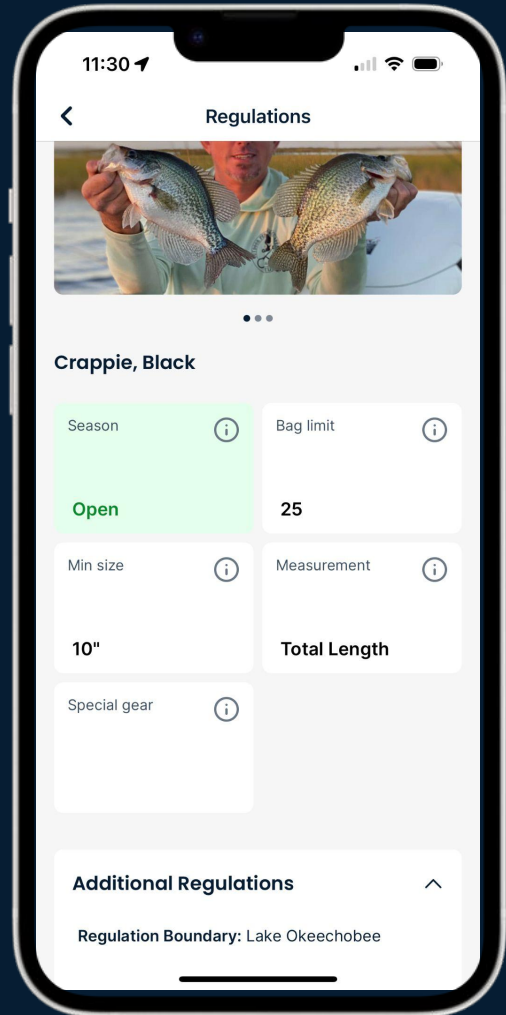 11:30
Regulations
Crappie, Black
Season
Bag limit
Open
25
Min size
Measurement
10"
Total Length
Special gear
Additional Regulations
Regulation Boundary: Lake Okeechobee